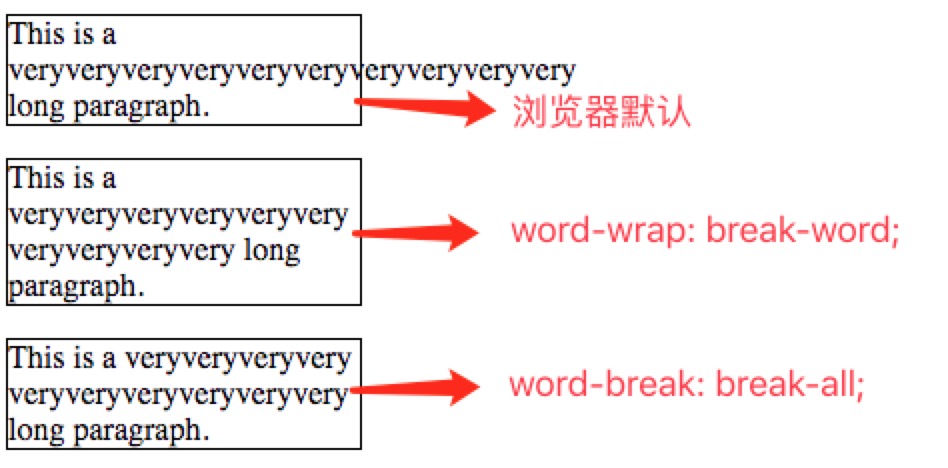 This is a
veryveryveryveryveryveryveryveryveryvery
long paragraph.
浏览器默认
This is a
veryveryveryveryveryvery
veryveryveryvery long
paragraph.
word-wrap: break-word;
This is a veryveryveryvery
veryveryveryveryveryvery
long paragraph.
word-break: break-all;